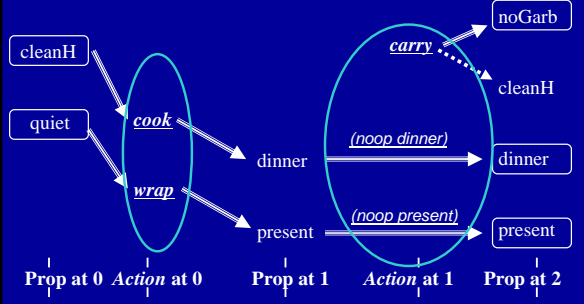 noGarb
carry
cleanH
cleanH
quiet
cook
(noop dinner)
dinner
dinner
wrap
(noop present)
present
present
Prop at 0 Action at 0 Prop at 1 Action at 1 Prop at 2